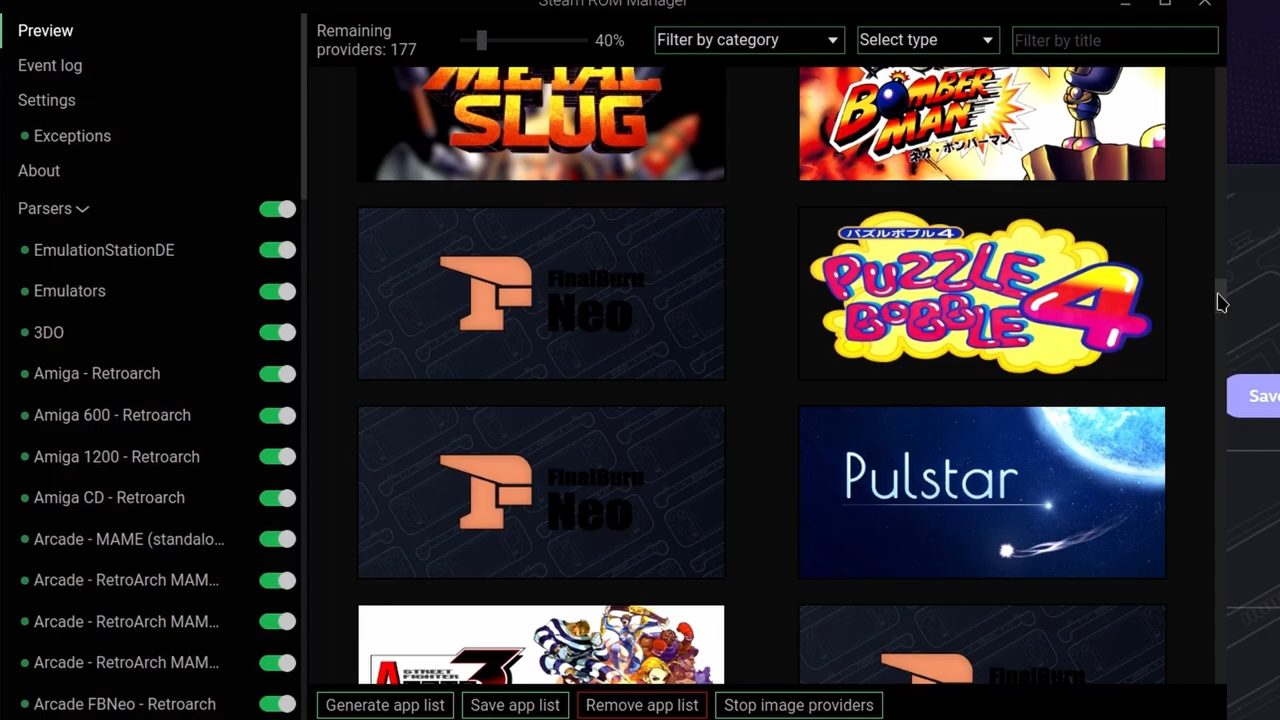 Steam ROM Manager
Preview
Event log
Settings
Exceptions
About
Parsers
EmulationStationDE
Emulators
3DO
Amiga - Retroarch
Amiga 600 - Retroarch
Amiga 1200 - Retroarch
Amiga CD - Retroarch
Arcade - MAME (standalo...
Arcade - RetroArch MAM...
Arcade - RetroArch MAM...
Arcade - RetroArch MAM...
Arcade FBNeo - Retroarch
Remaining
providers: 177
40%
Filter by category
Select type
Filter by title
METAL
SLUG
BOMBER
MAN
ネオ・ボンバーマン
FinalBurn
Neo
パズルボブル4
PUZZLE
BOBBLE
4
FinalBurn
Neo
Pulstar
STREET
FIGHTER
A
3
FinalBurn
Save
Generate app list
Save app list
Remove app list
Stop image providers